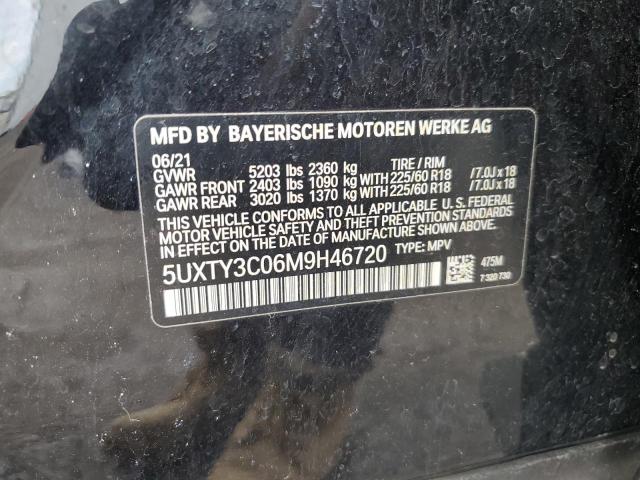 MFD BY BAYERISCHE MOTOREN WERKE AG
06/21
GVWR 5203 lbs 2360 kg TIRE / RIM
GAWR FRONT 2403 lbs 1090 kg WITH 225/60 R18 /7.0J x 18
GAWR REAR 3020 lbs 1370 kg WITH 225/60 R18 /7.0J x 18
THIS VEHICLE CONFORMS TO ALL APPLICABLE U. S. FEDERAL
MOTOR VEHICLE SAFETY AND THEFT PREVENTION STANDARDS
IN EFFECT ON THE DATE OF MANUFACTURE SHOWN ABOVE.
5UXTY3C06M9H46720 TYPE: MPV
475M
7 320 730